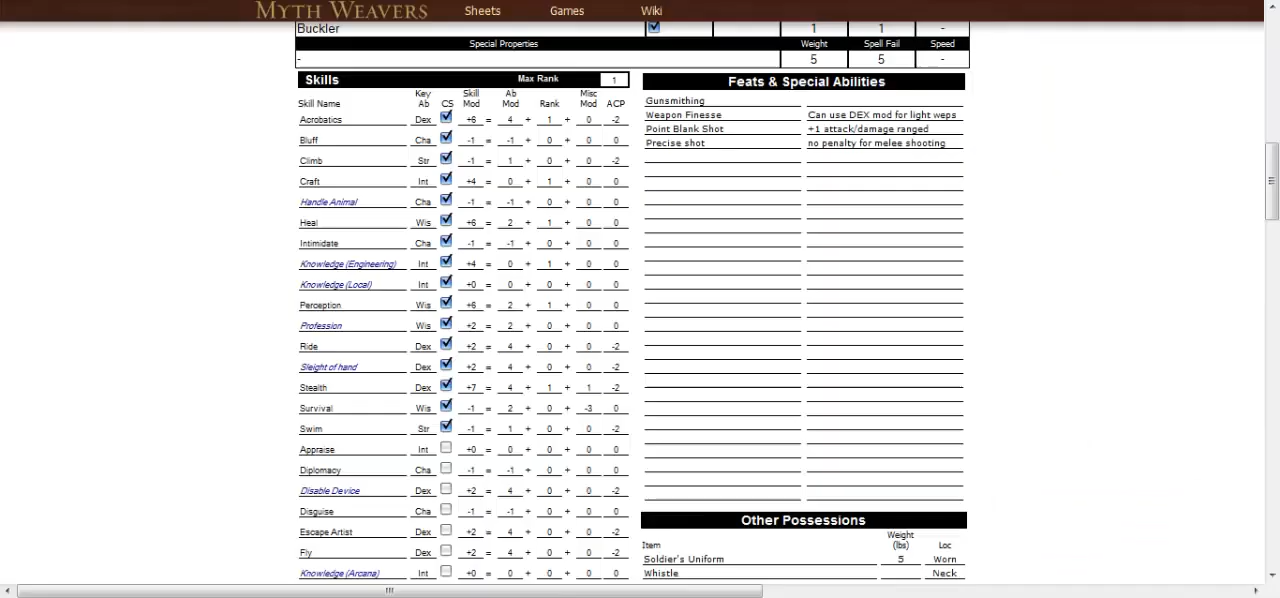 MYTH WEAVERS Sheets Games Wiki
Buckler 1 1 -
Special Properties Weight Spell Fail Speed
- 5 5 -
Skills Max Rank 1
Skill Name Key Ab CS Skill Mod Ab Mod Rank Misc Mod ACP
Acrobatics Dex +6 = 4 + 1 + 0 -2
Bluff Cha -1 = -1 + 0 + 0 0
Climb Str -1 = 1 + 0 + 0 -2
Craft Int +4 = 0 + 1 + 0 0
Handle Animal Cha -1 = -1 + 0 + 0 0
Heal Wis +6 = 2 + 1 + 0 0
Intimidate Cha -1 = -1 + 0 + 0 0
Knowledge (Engineering) Int +4 = 0 + 1 + 0 0
Knowledge (Local) Int +0 = 0 + 0 + 0 0
Perception Wis +6 = 2 + 1 + 0 0
Profession Wis +2 = 2 + 0 + 0 0
Ride Dex +2 = 4 + 0 + 0 -2
Sleight of hand Dex +2 = 4 + 0 + 0 -2
Stealth Dex +7 = 4 + 1 + 1 -2
Survival Wis -1 = 2 + 0 + -3 0
Swim Str -1 = 1 + 0 + 0 -2
Appraise Int +0 = 0 + 0 + 0 0
Diplomacy Cha -1 = -1 + 0 + 0 0
Disable Device Dex +2 = 4 + 0 + 0 -2
Disguise Cha -1 = -1 + 0 + 0 0
Escape Artist Dex +2 = 4 + 0 + 0 -2
Fly Dex +2 = 4 + 0 + 0 -2
Knowledge (Arcana) Int +0 = 0 + 0 + 0 0
Feats & Special Abilities
Gunsmithing
Weapon Finesse Can use DEX mod for light weps
Point Blank Shot +1 attack/damage ranged
Precise shot no penalty for melee shooting
Other Possessions
Item Weight (lbs) Loc
Soldier's Uniform 5 Worn
Whistle Neck